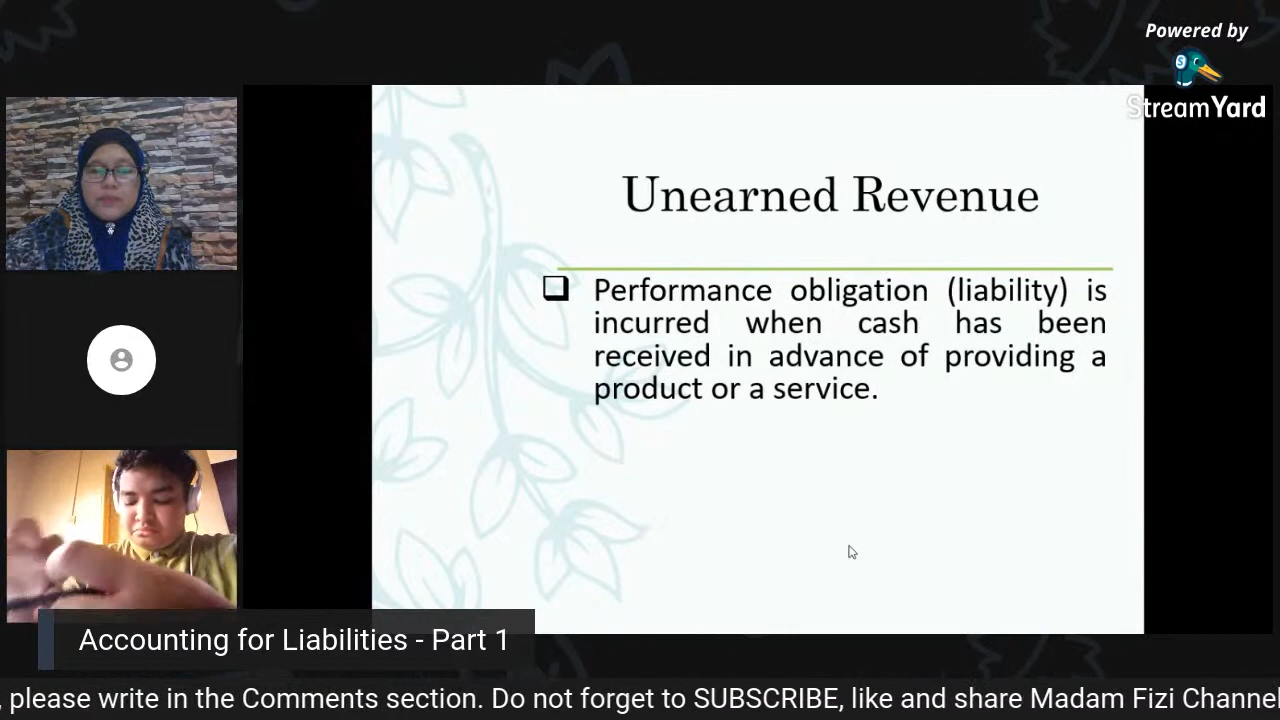 Powered by
StreamYard
Unearned Revenue
Performance obligation (liability) is
incurred when cash has been
received in advance of providing a
product or a service.
Accounting for Liabilities - Part 1
, please write in the Comments section. Do not forget to SUBSCRIBE, like and share Madam Fizi Channel